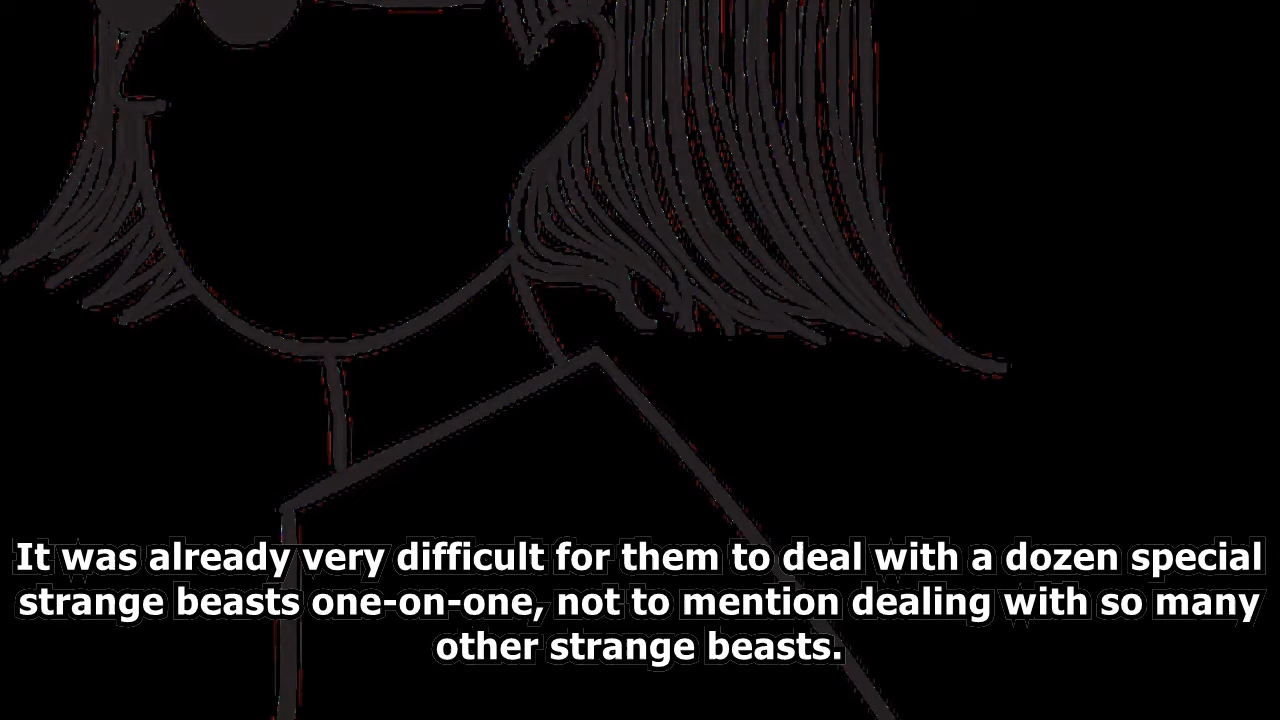 It was already very difficult for them to deal with a dozen special
strange beasts one-on-one, not to mention dealing with so many
other strange beasts.